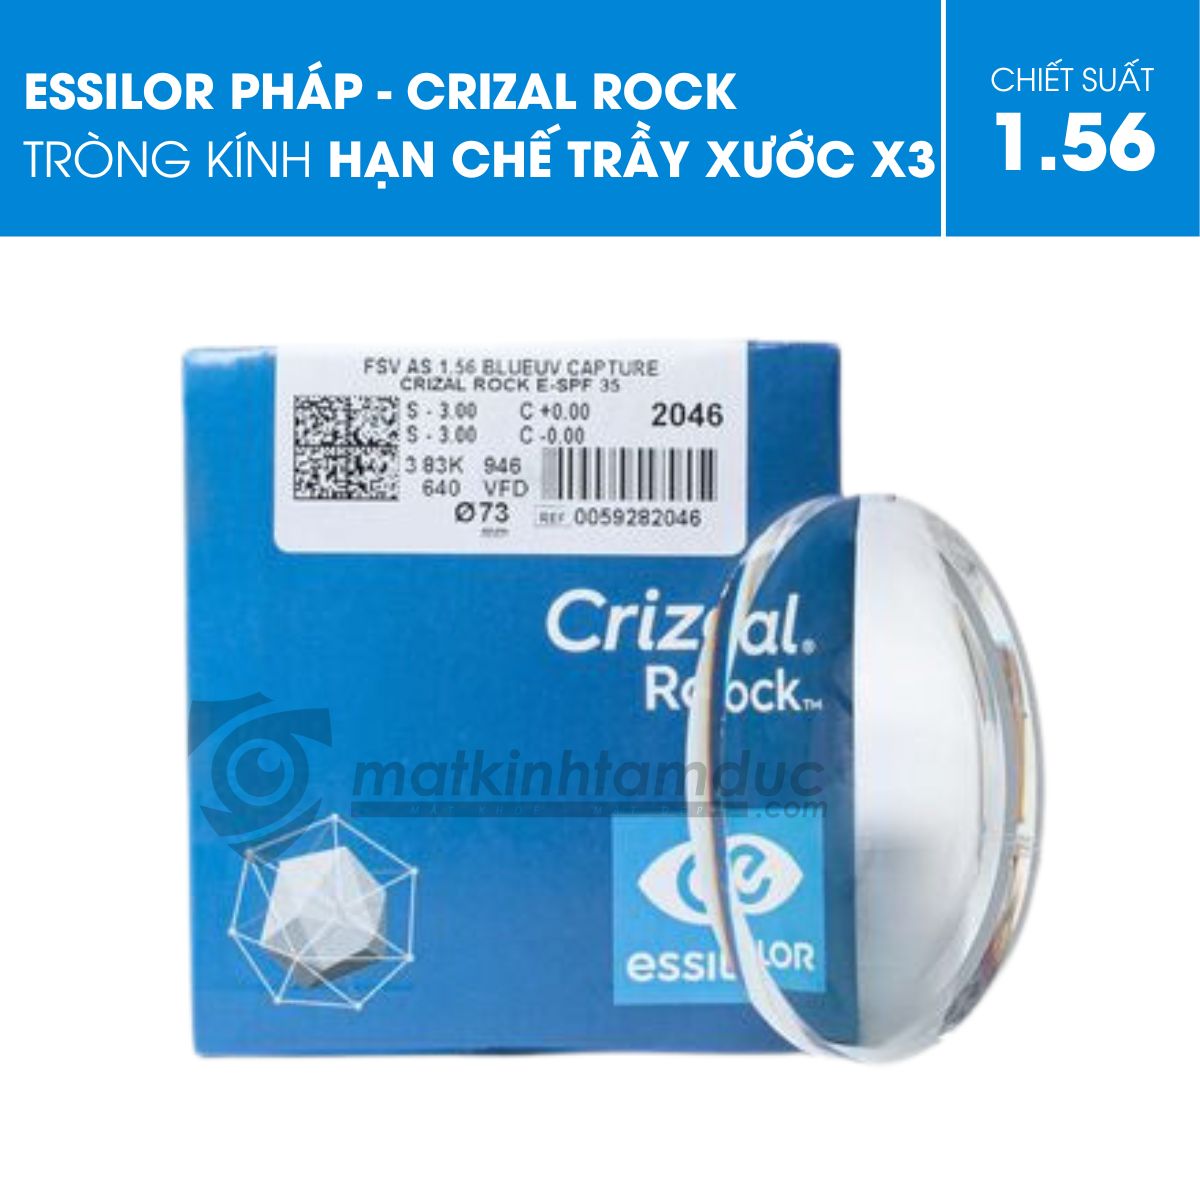 ESSILOR PHÁP - CRIZAL ROCK
TRÒNG KÍNH HẠN CHẾ TRẦY XƯỚC X3
CHIẾT SUẤT
1.56
FSV AS 1.56 BLUEUV CAPTURE
CRIZAL ROCK E-SPF 35
S - 3.00 C +0.00 2046
S - 3.00 C -0.00
3 83K 946
640 VFD
Ø73
mm
REF 0059282046
Crizal®
Rock™
matkinhtamduc
.com
essilor